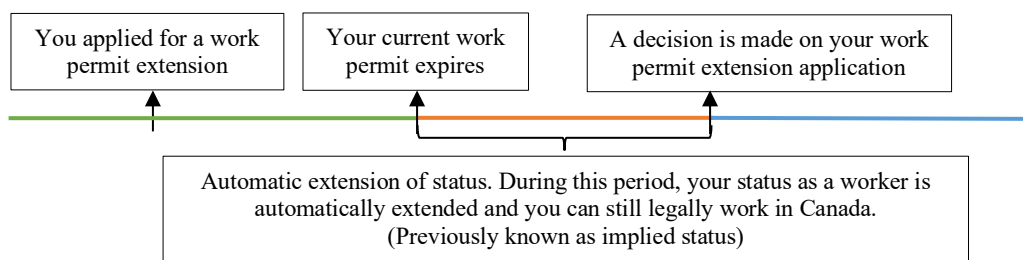 You applied for a work
permit extension
Your current work
permit expires
A decision is made on your work
permit extension application
Automatic extension of status. During this period, your status as a worker is
automatically extended and you can still legally work in Canada.
(Previously known as implied status)